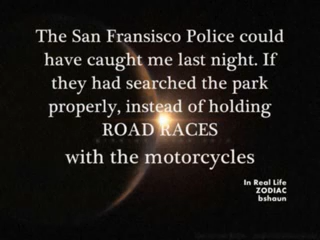 The San Fransisco Police could
have caught me last night. If
they had searched the park
properly, instead of holding
ROAD RACES
with the motorcycles
In Real Life
ZODIAC
bshaun